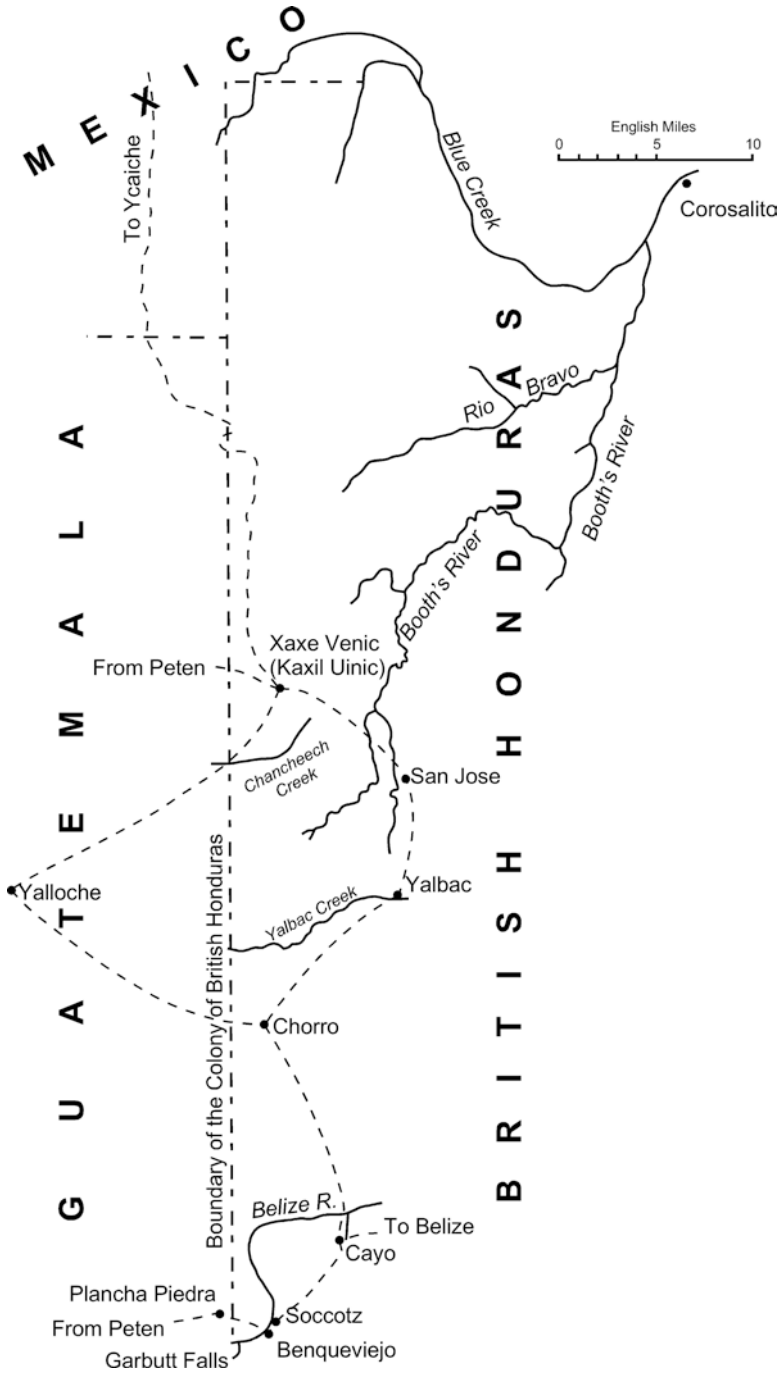 MEXICO
English Miles
0 5 10
To Ycaiche
Blue Creek
Corosalito
Rio Bravo
Booth's River
Booth's River
Xaxe Venic
(Kaxil Uinic)
From Peten
Chancheech
Creek
San Jose
Yalloche
Yalbac
Yalbac Creek
Boundary of the Colony of British Honduras
Chorro
GUATEMALA
BRITISH HONDURAS
Belize R.
To Belize
Cayo
Plancha Piedra
Soccotz
From Peten
Benqueviejo
Garbutt Falls